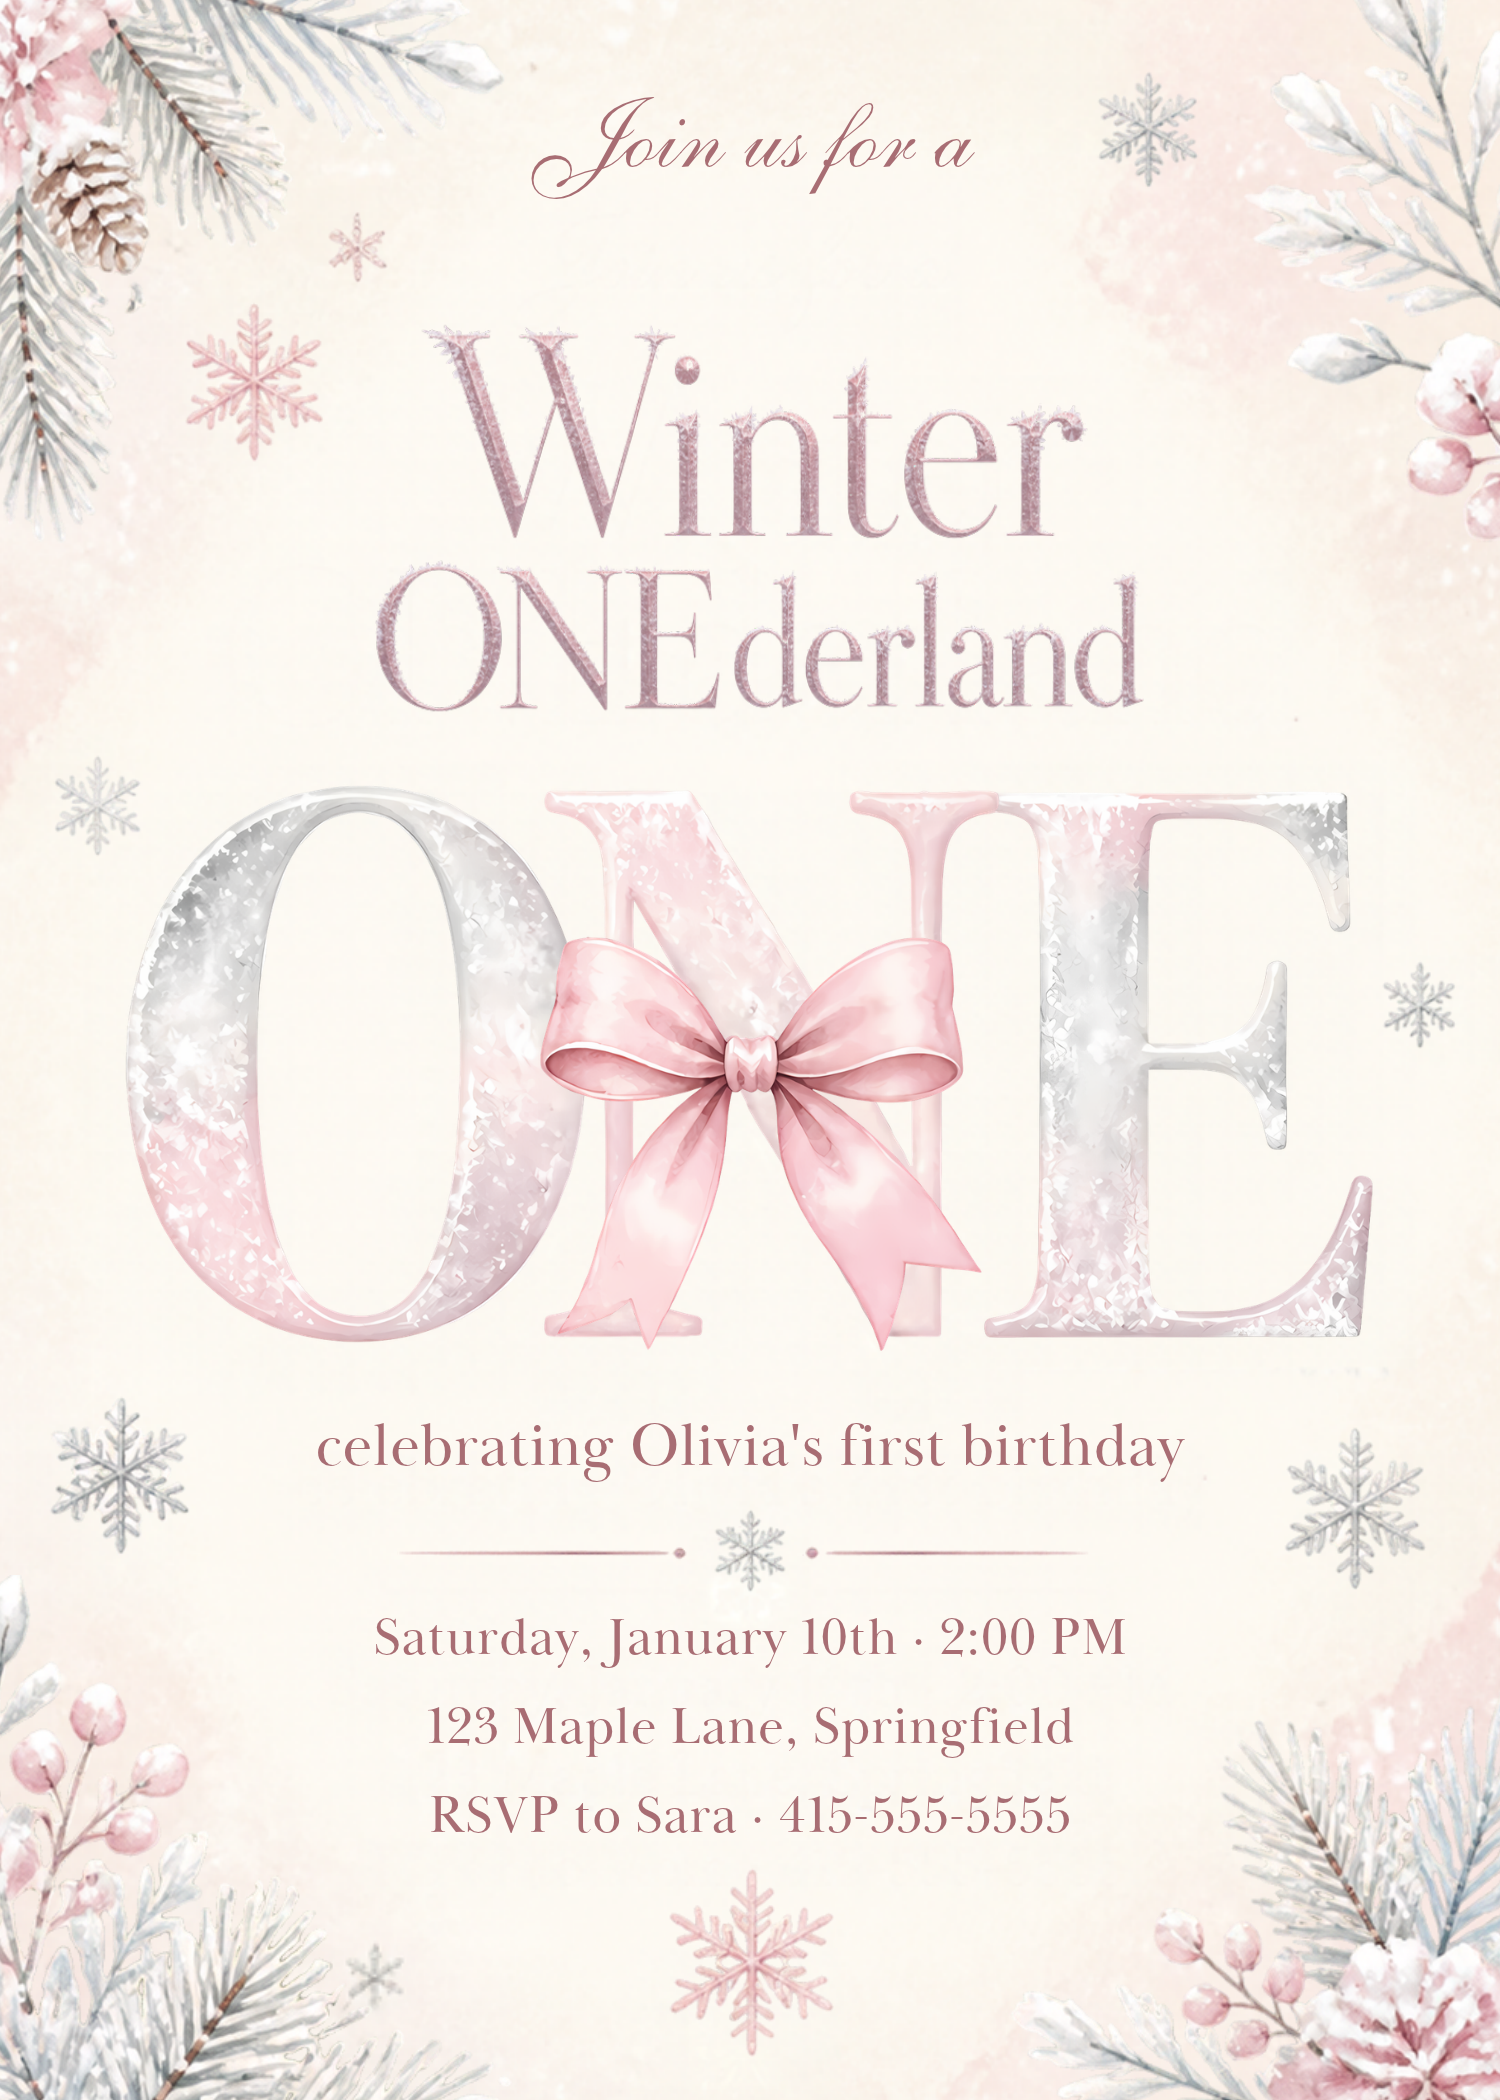 Join us for a
Winter
ONEderland
ONE
celebrating Olivia's first birthday
Saturday, January 10th · 2:00 PM
123 Maple Lane, Springfield
RSVP to Sara · 415-555-5555